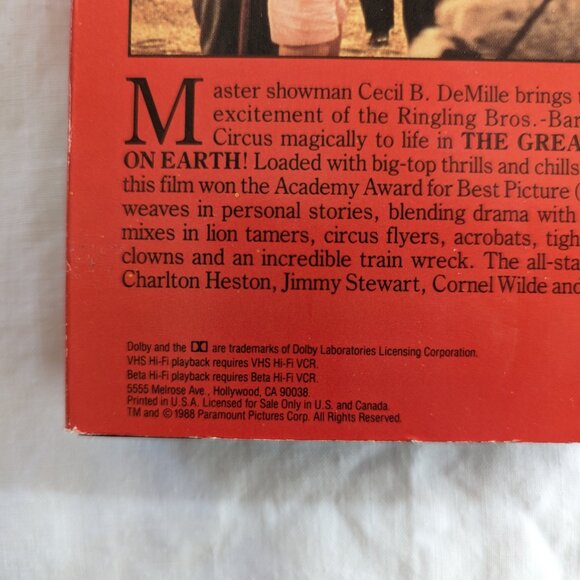 Master showman Cecil B. DeMille brings
excitement of the Ringling Bros.-Bar
Circus magically to life in THE GREA
ON EARTH! Loaded with big-top thrills and chills
this film won the Academy Award for Best Picture (
weaves in personal stories, blending drama with
mixes in lion tamers, circus flyers, acrobats, tigh
clowns and an incredible train wreck. The all-sta
Charlton Heston, Jimmy Stewart, Cornel Wilde and
Dolby and the are trademarks of Dolby Laboratories Licensing Corporation.
VHS Hi-Fi playback requires VHS Hi-Fi VCR.
Beta Hi-Fi playback requires Beta Hi-Fi VCR.
5555 Melrose Ave., Hollywood, CA 90038.
Printed in U.S.A. Licensed for Sale Only in U.S. and Canada.
TM and © 1988 Paramount Pictures Corp. All Rights Reserved.